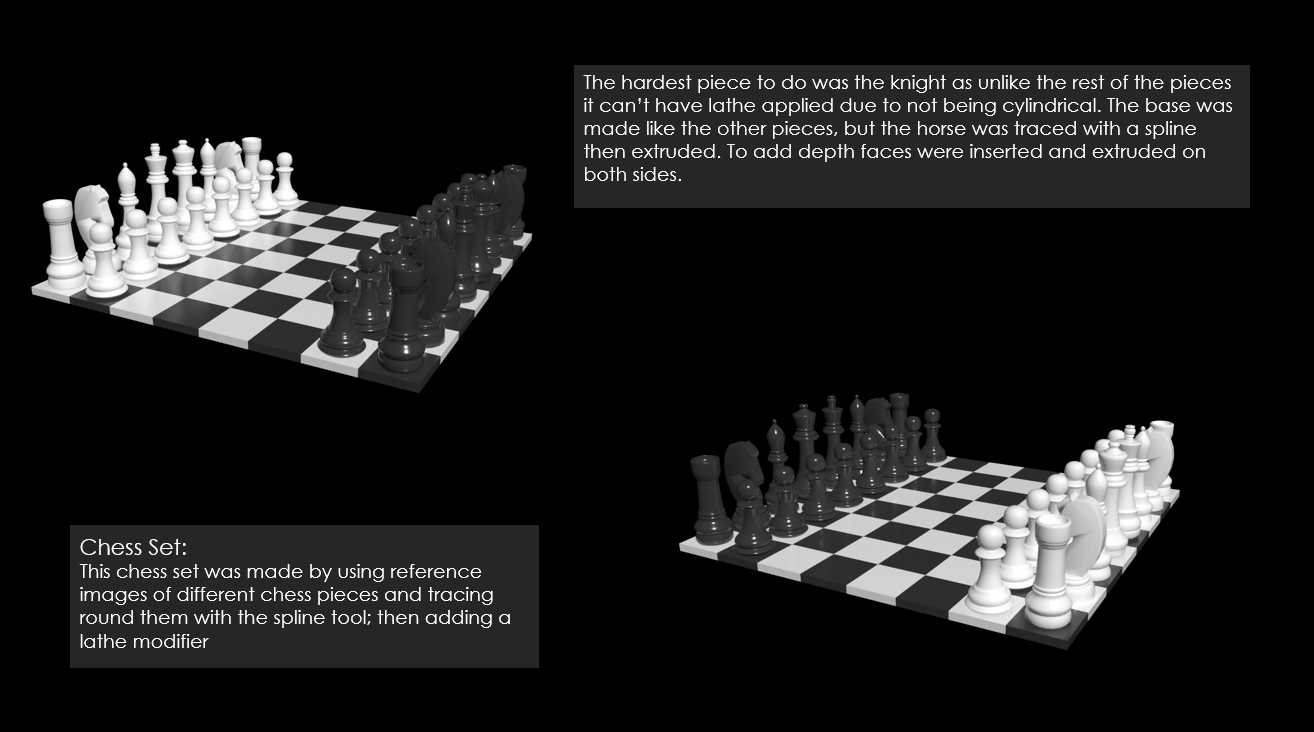 The hardest piece to do was the knight as unlike the rest of the pieces
it can't have lathe applied due to not being cylindrical. The base was
made like the other pieces, but the horse was traced with a spline
then extruded. To add depth faces were inserted and extruded on
both sides.
Chess Set:
This chess set was made by using reference
images of different chess pieces and tracing
round them with the spline tool; then adding a
lathe modifier